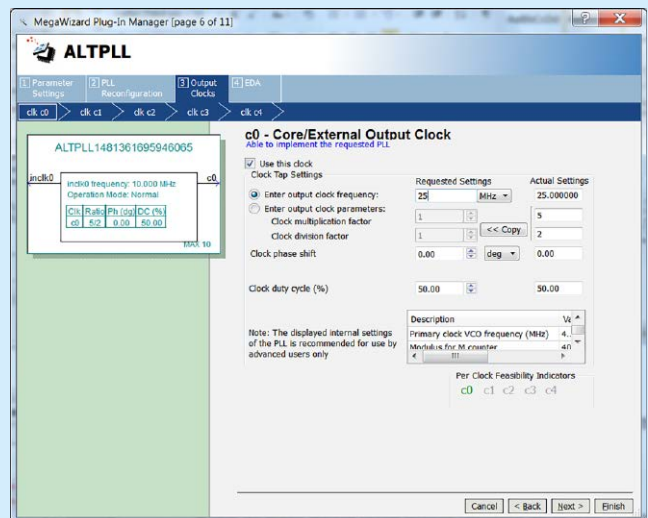 MegaWizard Plug-In Manager [page 6 of 11]
ALTPLL
1 Parameter Settings
2 PLL Reconfiguration
3 Output Clocks
4 EDA
clk c0 clk c1 clk c2 clk c3 clk c4
ALTPLL1481361695946065
inclk0
c0
inclk0 frequency: 10.000 MHz
Operation Mode: Normal
Clk Ratio Ph (dg) DC (%)
c0 5/2 0.00 50.00
MAX 10
c0 - Core/External Output Clock
Able to implement the requested PLL
Use this clock
Clock Tap Settings
Requested Settings
Actual Settings
Enter output clock frequency:
25
MHz
25.000000
Enter output clock parameters:
Clock multiplication factor
1
<< Copy
5
Clock division factor
1
2
Clock phase shift
0.00
deg
0.00
Clock duty cycle (%)
50.00
50.00
Note: The displayed internal settings
of the PLL is recommended for use by
advanced users only
Description
Primary clock VCO frequency (MHz)
Modulus for M counter
40
Per Clock Feasibility Indicators
c0 c1 c2 c3 c4
Cancel
< Back
Next >
Finish